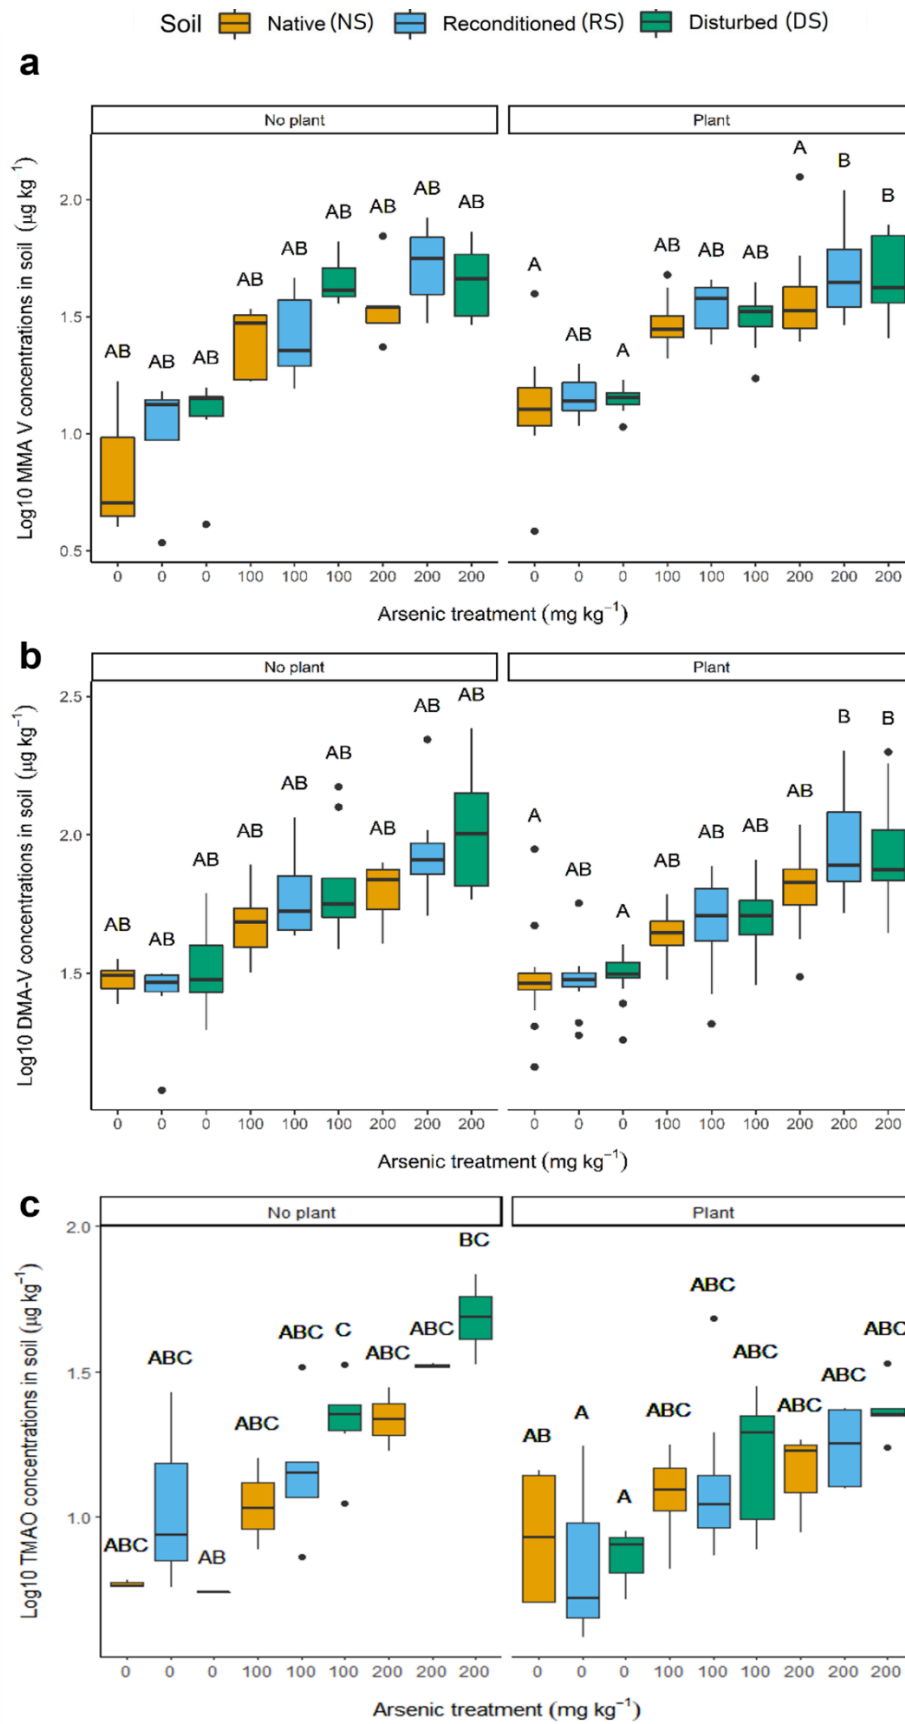 Soil Native (NS) Reconditioned (RS) Disturbed (DS)
a
No plant Plant
Log10 MMA V concentrations in soil (µg kg⁻¹)
2.0
1.5
1.0
0.5
AB AB AB AB AB AB AB AB AB
A AB A AB AB AB A B B
0 0 0 100 100 100 200 200 200
0 0 0 100 100 100 200 200 200
Arsenic treatment (mg kg⁻¹)
b
No plant Plant
Log10 DMA-V concentrations in soil (µg kg⁻¹)
2.5
2.0
1.5
AB AB AB AB AB AB AB AB AB
A AB A AB AB AB AB B B
0 0 0 100 100 100 200 200 200
0 0 0 100 100 100 200 200 200
Arsenic treatment (mg kg⁻¹)
c
No plant Plant
Log10 TMAO concentrations in soil (µg kg⁻¹)
2.0
1.5
1.0
ABC ABC AB ABC ABC C ABC ABC BC
AB A A ABC ABC ABC ABC ABC ABC
0 0 0 100 100 100 200 200 200
0 0 0 100 100 100 200 200 200
Arsenic treatment (mg kg⁻¹)